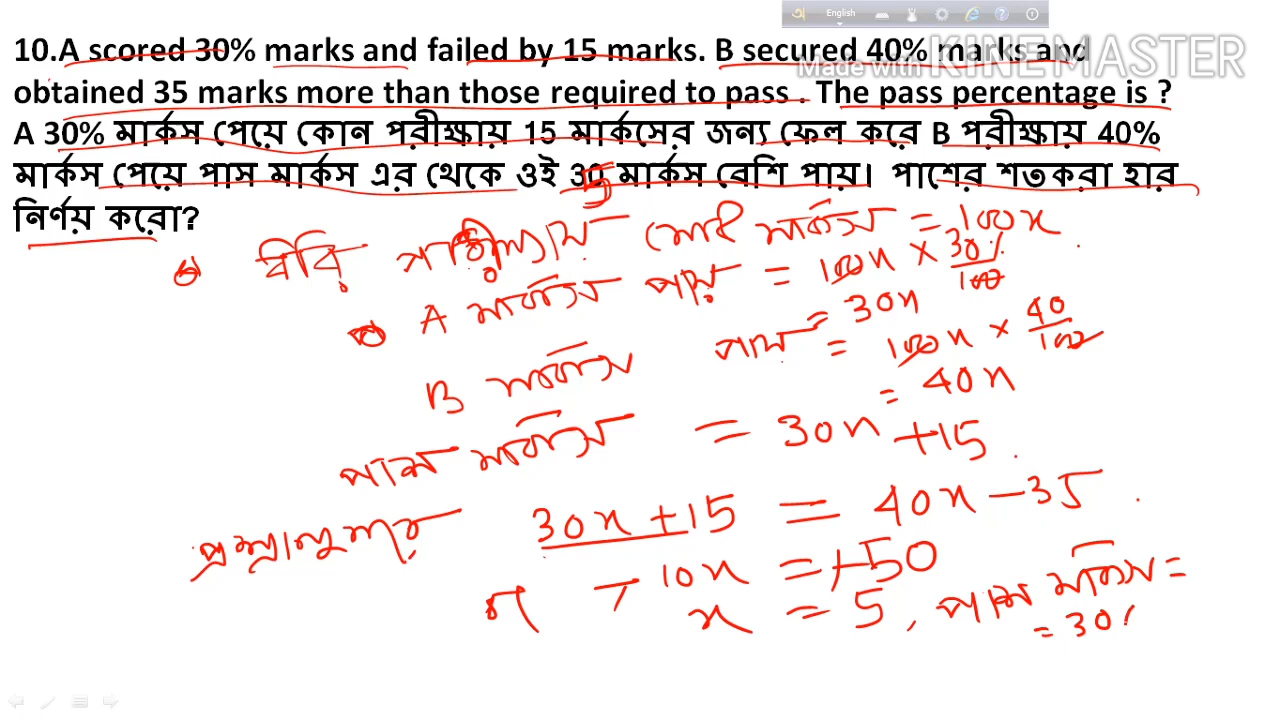 English
10.A scored 30% marks and failed by 15 marks. B secured 40% marks and
Made with KINEMASTER
obtained 35 marks more than those required to pass . The pass percentage is ?
A 30% মার্কস পেয়ে কোন পরীক্ষায় 15 মার্কসের জন্য ফেল করে B পরীক্ষায় 40%
মার্কস পেয়ে পাস মার্কস এর থেকে ওই 35 মার্কস বেশি পায়। পাশের শতকরা হার
নির্ণয় করো?
ধরি পরীক্ষায় মোট মার্কস = 100x
A মার্কস পায় = 100x × 30/100
= 30x
B মার্কস পায় = 100x × 40/100
= 40x
পাস মার্কস = 30x +15
প্রশ্নানুসারে 30x +15 = 40x -35
10x = 50
x = 5, পাস মার্কস =
= 30